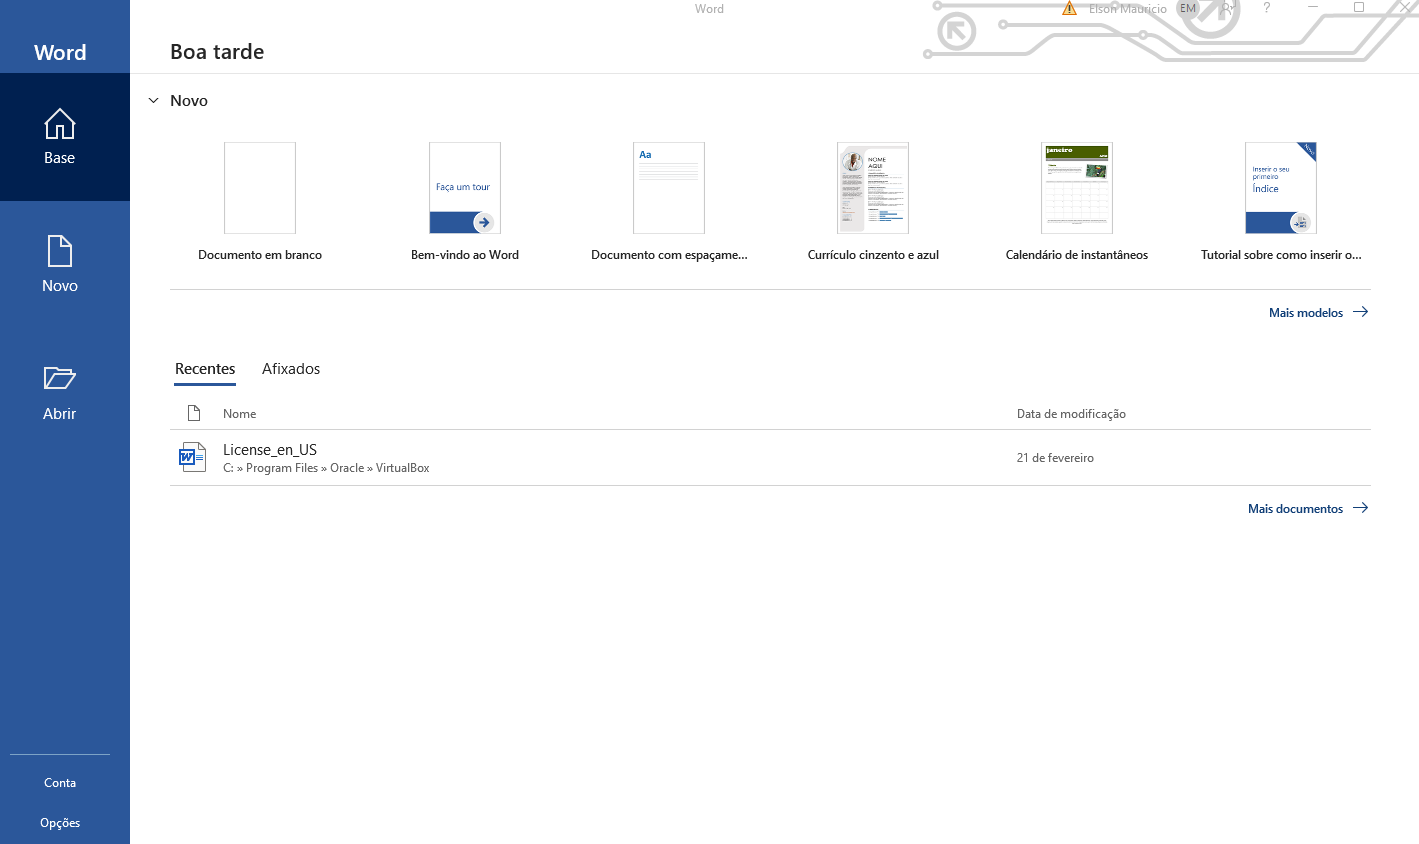 Word
Elson Mauricio EM ?
Word
Boa tarde
Novo
Base
Novo
Abrir
Aa
Faça um tour
NOME
AQUI
janeiro
Inserir o seu
primeiro
Índice
Documento em branco
Bem-vindo ao Word
Documento com espaçame...
Currículo cinzento e azul
Calendário de instantâneos
Tutorial sobre como inserir o...
Mais modelos
Recentes Afixados
Nome Data de modificação
License_en_US
C: » Program Files » Oracle » VirtualBox
21 de fevereiro
Mais documentos
Conta
Opções